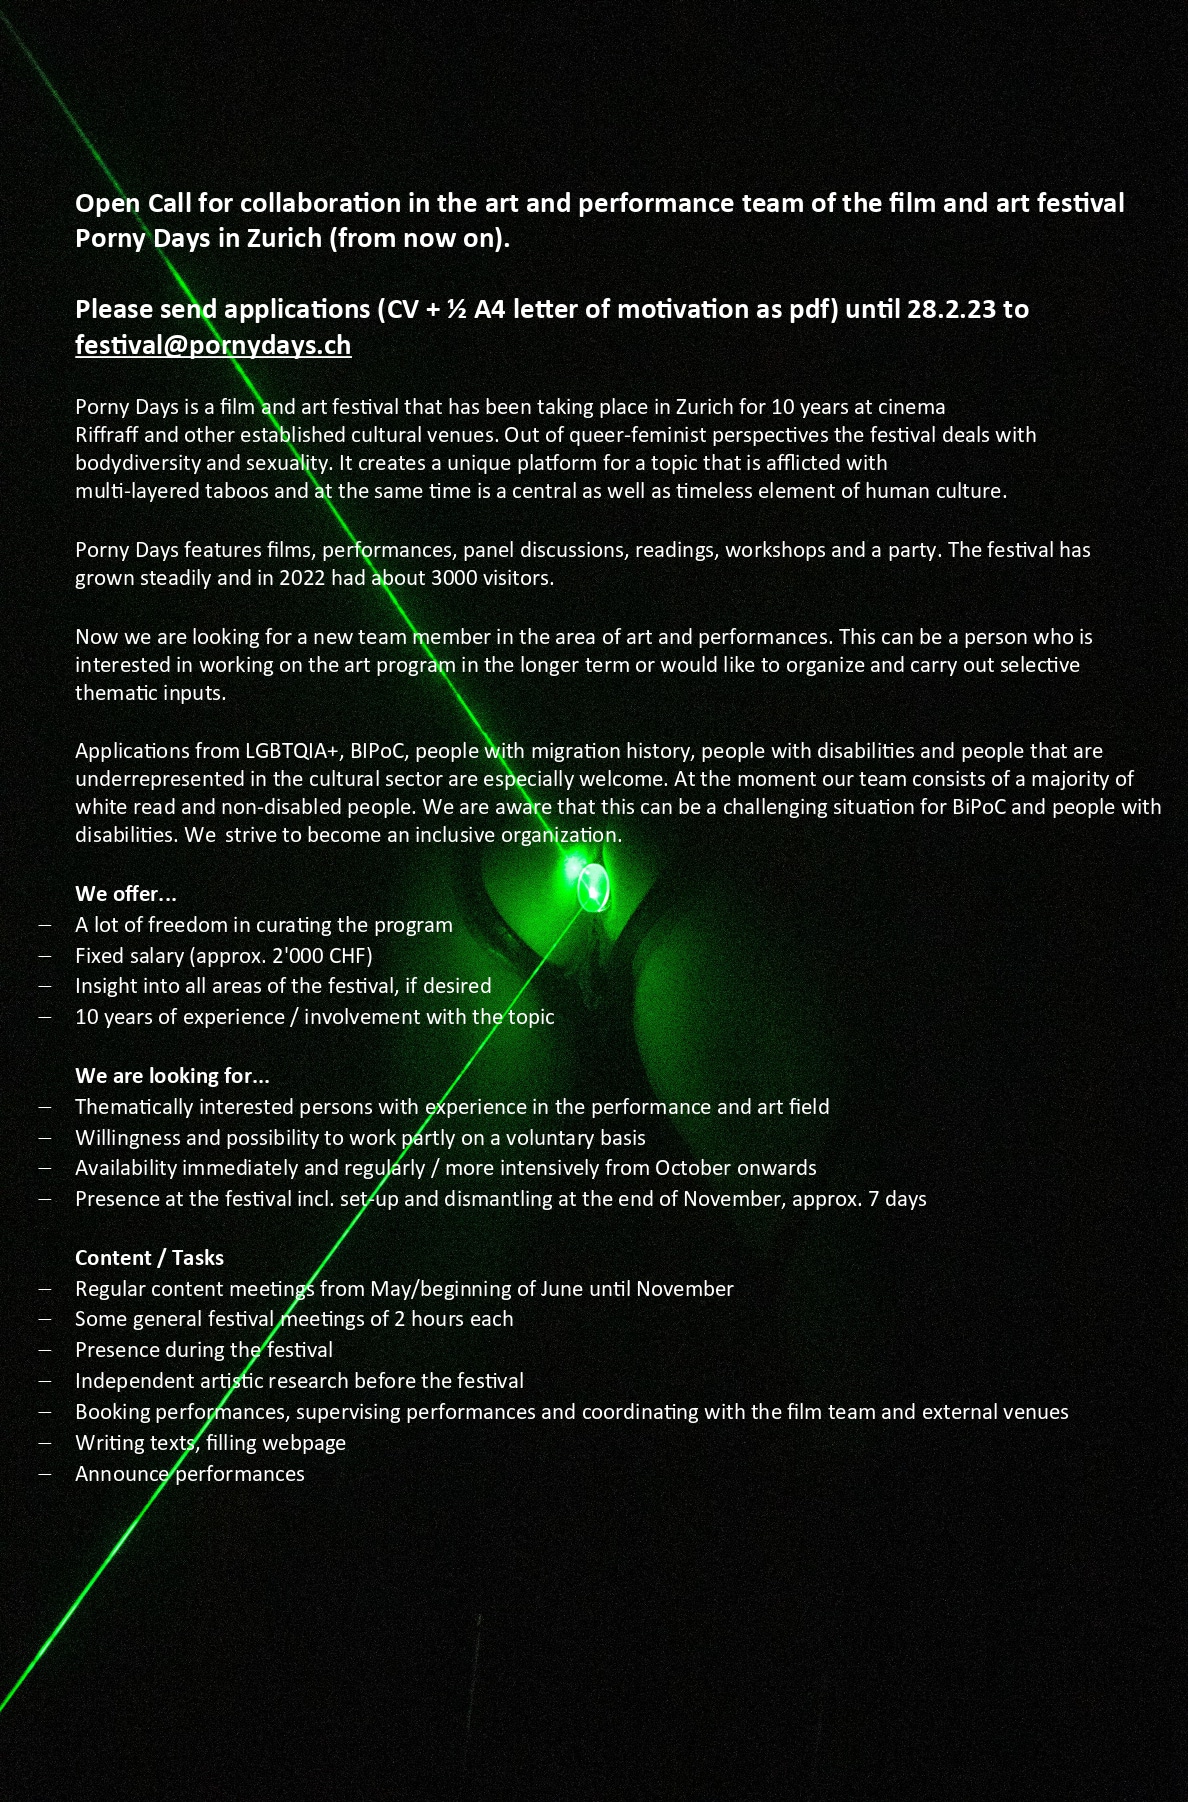 Open Call for collaboration in the art and performance team of the film and art festival
Porny Days in Zurich (from now on).
Please send applications (CV + ½ A4 letter of motivation as pdf) until 28.2.23 to
festival@pornydays.ch
Porny Days is a film and art festival that has been taking place in Zurich for 10 years at cinema
Riffraff and other established cultural venues. Out of queer-feminist perspectives the festival deals with
bodydiversity and sexuality. It creates a unique platform for a topic that is afflicted with
multi-layered taboos and at the same time is a central as well as timeless element of human culture.
Porny Days features films, performances, panel discussions, readings, workshops and a party. The festival has
grown steadily and in 2022 had about 3000 visitors.
Now we are looking for a new team member in the area of art and performances. This can be a person who is
interested in working on the art program in the longer term or would like to organize and carry out selective
thematic inputs.
Applications from LGBTQIA+, BIPoC, people with migration history, people with disabilities and people that are
underrepresented in the cultural sector are especially welcome. At the moment our team consists of a majority of
white read and non-disabled people. We are aware that this can be a challenging situation for BiPoC and people with
disabilities. We  strive to become an inclusive organization.
We offer...
– A lot of freedom in curating the program
– Fixed salary (approx. 2'000 CHF)
– Insight into all areas of the festival, if desired
– 10 years of experience / involvement with the topic
We are looking for...
– Thematically interested persons with experience in the performance and art field
– Willingness and possibility to work partly on a voluntary basis
– Availability immediately and regularly / more intensively from October onwards
– Presence at the festival incl. set-up and dismantling at the end of November, approx. 7 days
Content / Tasks
– Regular content meetings from May/beginning of June until November
– Some general festival meetings of 2 hours each
– Presence during the festival
– Independent artistic research before the festival
– Booking performances, supervising performances and coordinating with the film team and external venues
– Writing texts, filling webpage
– Announce performances